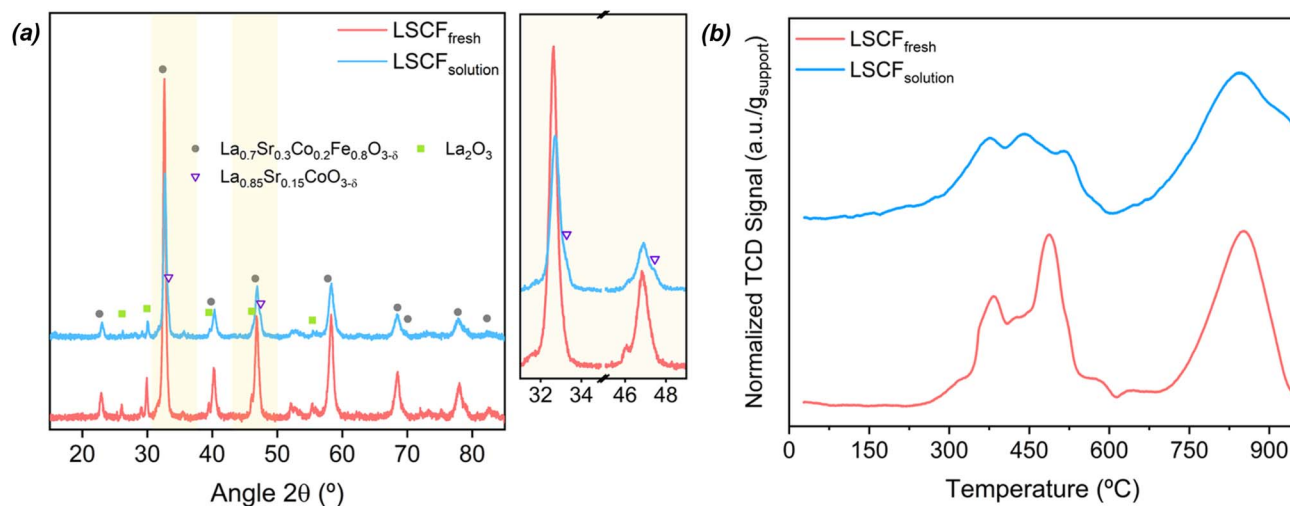 (a)
LSCFfresh
LSCFsolution
La0.7Sr0.3Co0.2Fe0.8O3-δ
La2O3
La0.85Sr0.15CoO3-δ
20 30 40 50 60 70 80
Angle 2θ (º)
32 34 46 48
(b)
LSCFfresh
LSCFsolution
Normalized TCD Signal (a.u./gsupport)
0 150 300 450 600 750 900
Temperature (ºC)